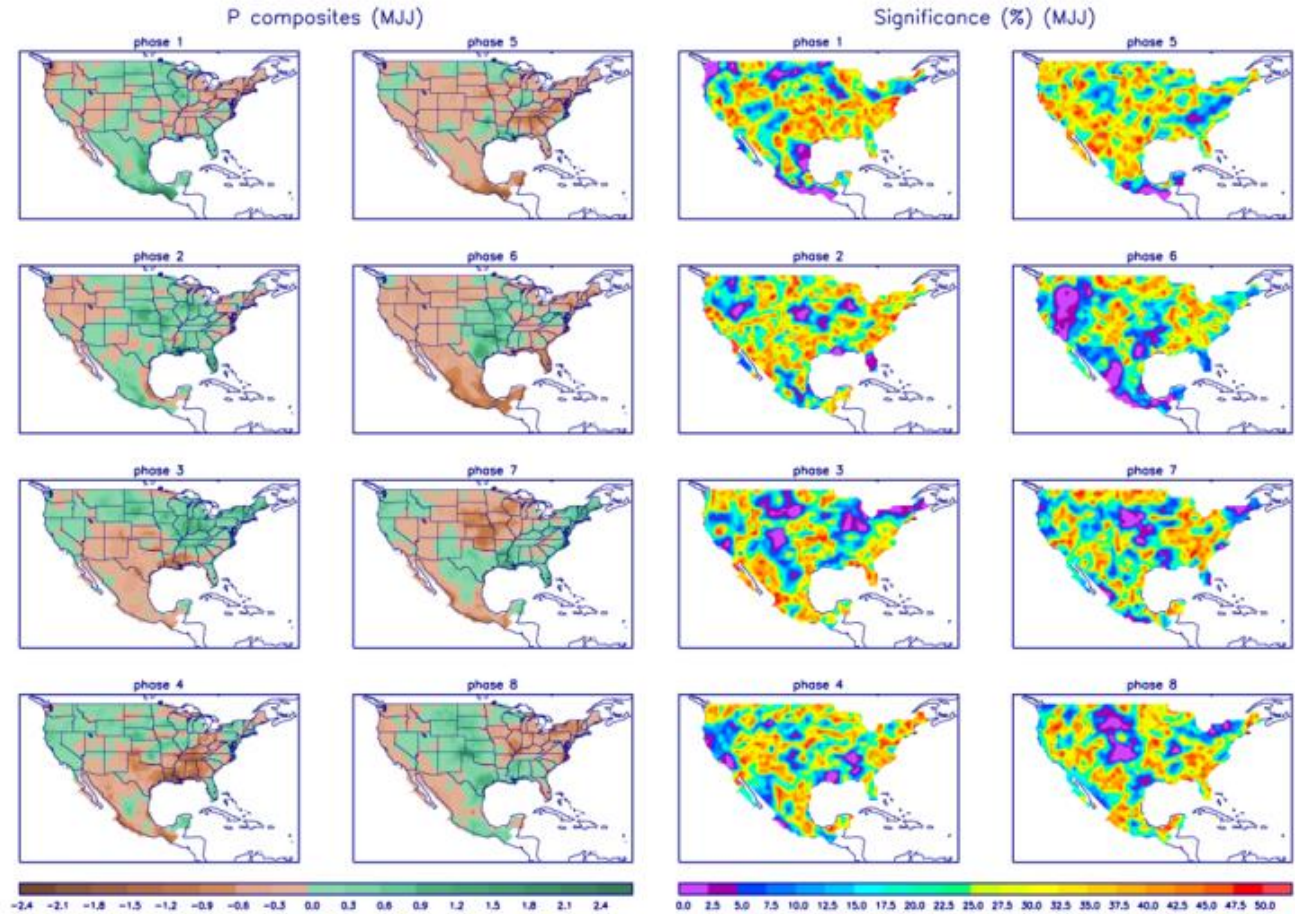 P composites (MJJ)
Significance (%) (MJJ)
phase 1
phase 5
phase 1
phase 5
phase 2
phase 6
phase 2
phase 6
phase 3
phase 7
phase 3
phase 7
phase 4
phase 8
phase 4
phase 8
-2.4 -2.1 -1.8 -1.5 -1.2 -0.9 -0.6 -0.3 0.0 0.3 0.6 0.9 1.2 1.5 1.8 2.1 2.4
0.0 2.5 5.0 7.5 10.0 12.5 15.0 17.5 20.0 22.5 25.0 27.5 30.0 32.5 35.0 37.5 40.0 42.5 45.0 47.5 50.0